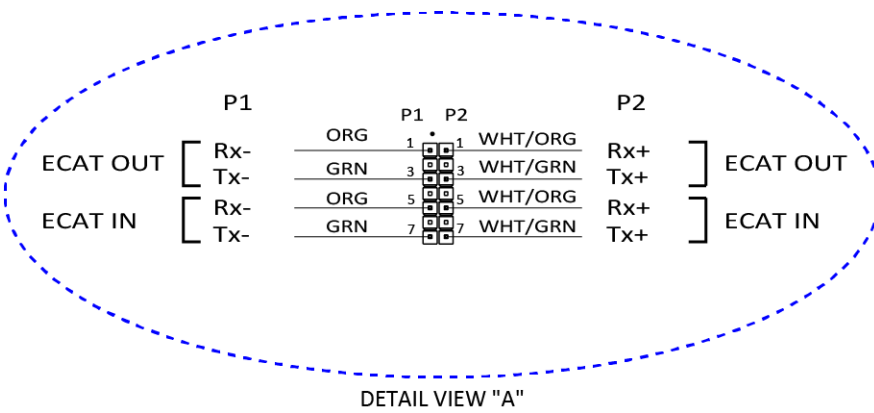 P1 P2
P1 P2
ORG 1 1 WHT/ORG
ECAT OUT Rx- Rx+ ECAT OUT
GRN 3 3 WHT/GRN
Tx- Tx+
ORG 5 5 WHT/ORG
ECAT IN Rx- Rx+ ECAT IN
GRN 7 7 WHT/GRN
Tx- Tx+
DETAIL VIEW "A"